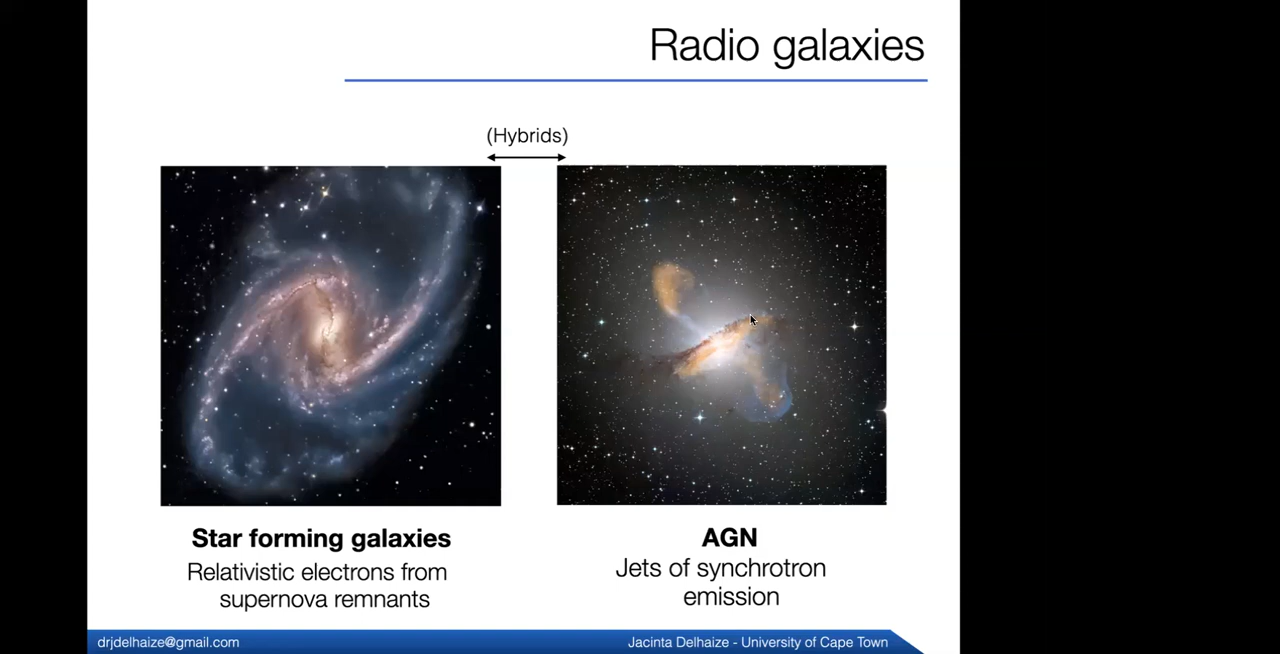 Radio galaxies
(Hybrids)
Star forming galaxies
Relativistic electrons from
supernova remnants
AGN
Jets of synchrotron
emission
drjdelhaize@gmail.com
Jacinta Delhaize - University of Cape Town